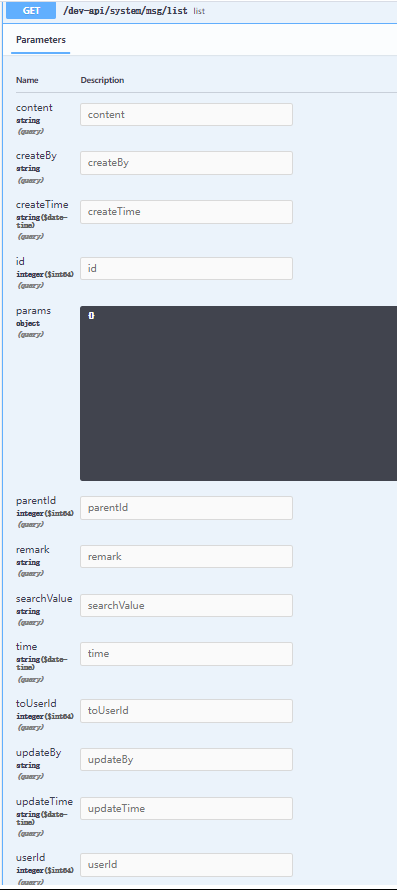 GET /dev-api/system/msg/list list
Parameters
Name Description
content
string
(query)
content
createBy
string
(query)
createBy
createTime
string($date-
time)
(query)
createTime
id
integer($int64)
(query)
id
params
object
(query)
{}
parentId
integer($int64)
(query)
parentId
remark
string
(query)
remark
searchValue
string
(query)
searchValue
time
string($date-
time)
(query)
time
toUserId
integer($int64)
(query)
toUserId
updateBy
string
(query)
updateBy
updateTime
string($date-
time)
(query)
updateTime
userId
integer($int64)
(query)
userId